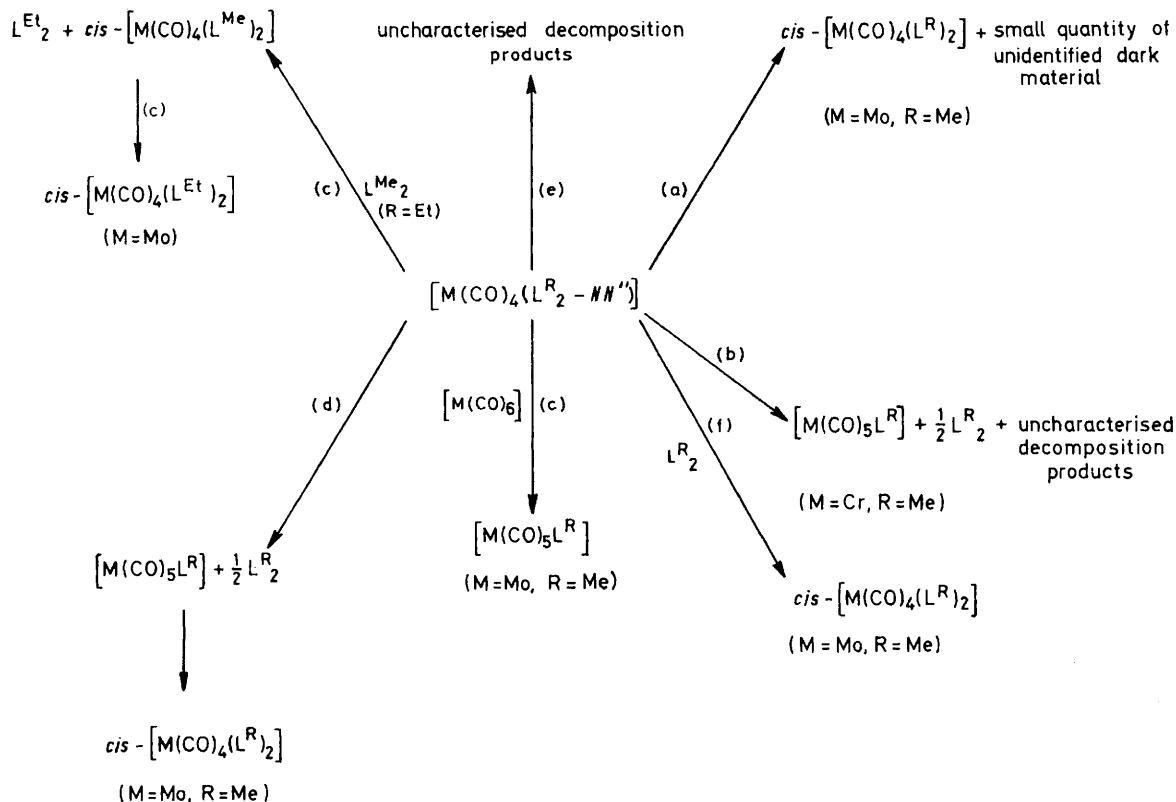 L^Et_2 + cis-[M(CO)_4(L^Me)_2]
uncharacterised decomposition
products
cis-[M(CO)_4(L^R)_2] + small quantity of
unidentified dark
material
(M=Mo, R=Me)
(c)
cis-[M(CO)_4(L^Et)_2]
(M=Mo)
(c)
L^Me_2
(R=Et)
(e)
(a)
[M(CO)_4(L^R_2-NN'')]
(d)
[M(CO)_6]
(c)
(b)
(f)
L^R_2
[M(CO)_5L^R] + ½ L^R_2 + uncharacterised
decomposition
products
(M=Cr, R=Me)
[M(CO)_5L^R] + ½ L^R_2
[M(CO)_5L^R]
(M=Mo, R=Me)
cis-[M(CO)_4(L^R)_2]
(M=Mo, R=Me)
cis-[M(CO)_4(L^R)_2]
(M=Mo, R=Me)